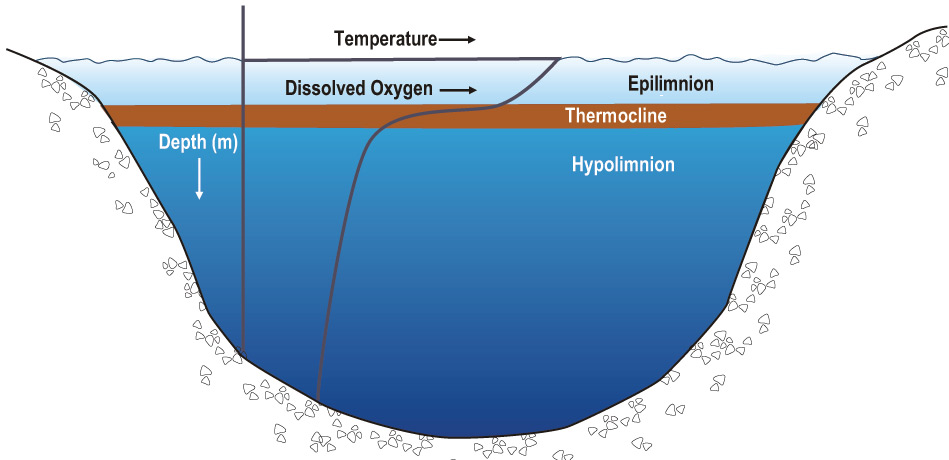 Temperature
Dissolved Oxygen
Epilimnion
Thermocline
Depth (m)
Hypolimnion